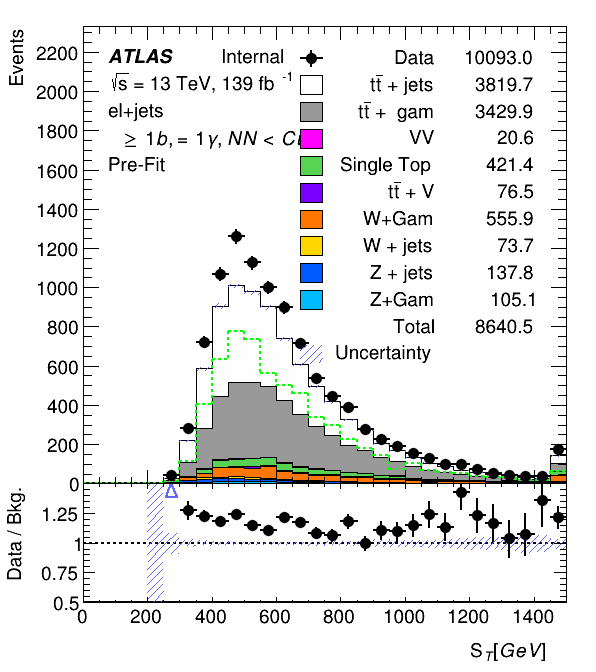 Events
2200
2000
1800
1600
1400
1200
1000
800
600
400
200
0
ATLAS Internal
√s = 13 TeV, 139 fb⁻¹
el+jets
≥ 1b, = 1γ, NN < C
Pre-Fit
Data 10093.0
tt̄ + jets 3819.7
tt̄ + gam 3429.9
VV 20.6
Single Top 421.4
tt̄ + V 76.5
W+Gam 555.9
W + jets 73.7
Z + jets 137.8
Z+Gam 105.1
Total 8640.5
Uncertainty
Data / Bkg.
1.25
1
0.75
0.5
0 200 400 600 800 1000 1200 1400
S_T[GeV]